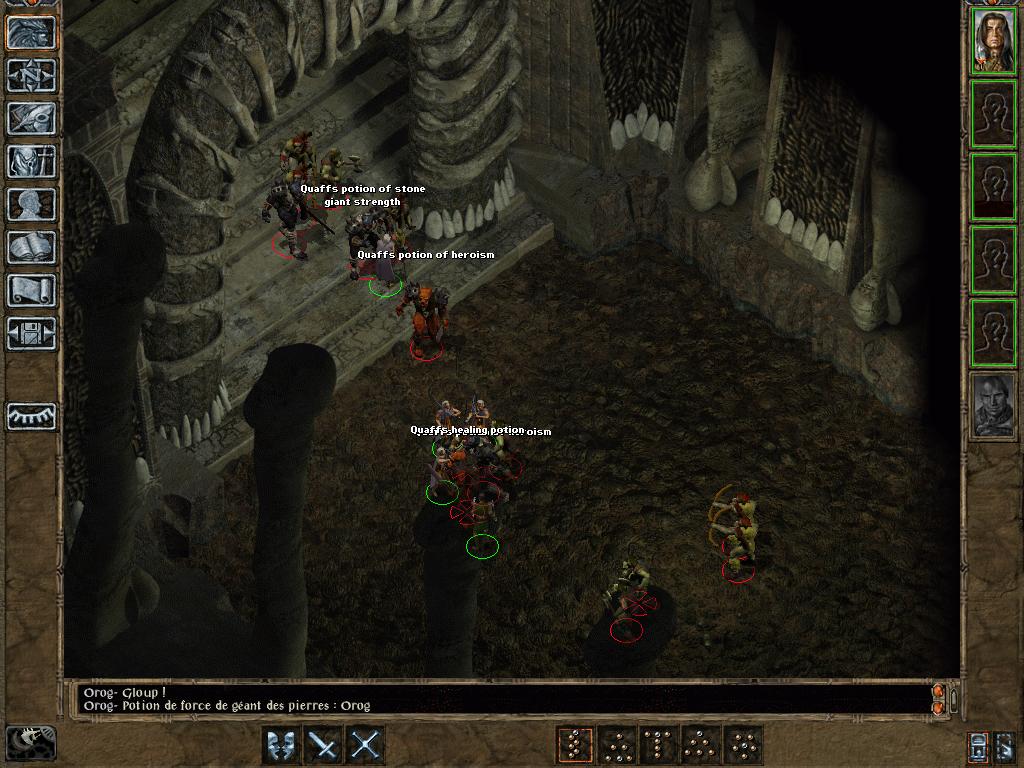 Quaffs potion of stone
giant strength
Quaffs potion of heroism
Quaffs healing potion
Orog- Gloup !
Orog- Potion de force de géant des pierres : Orog